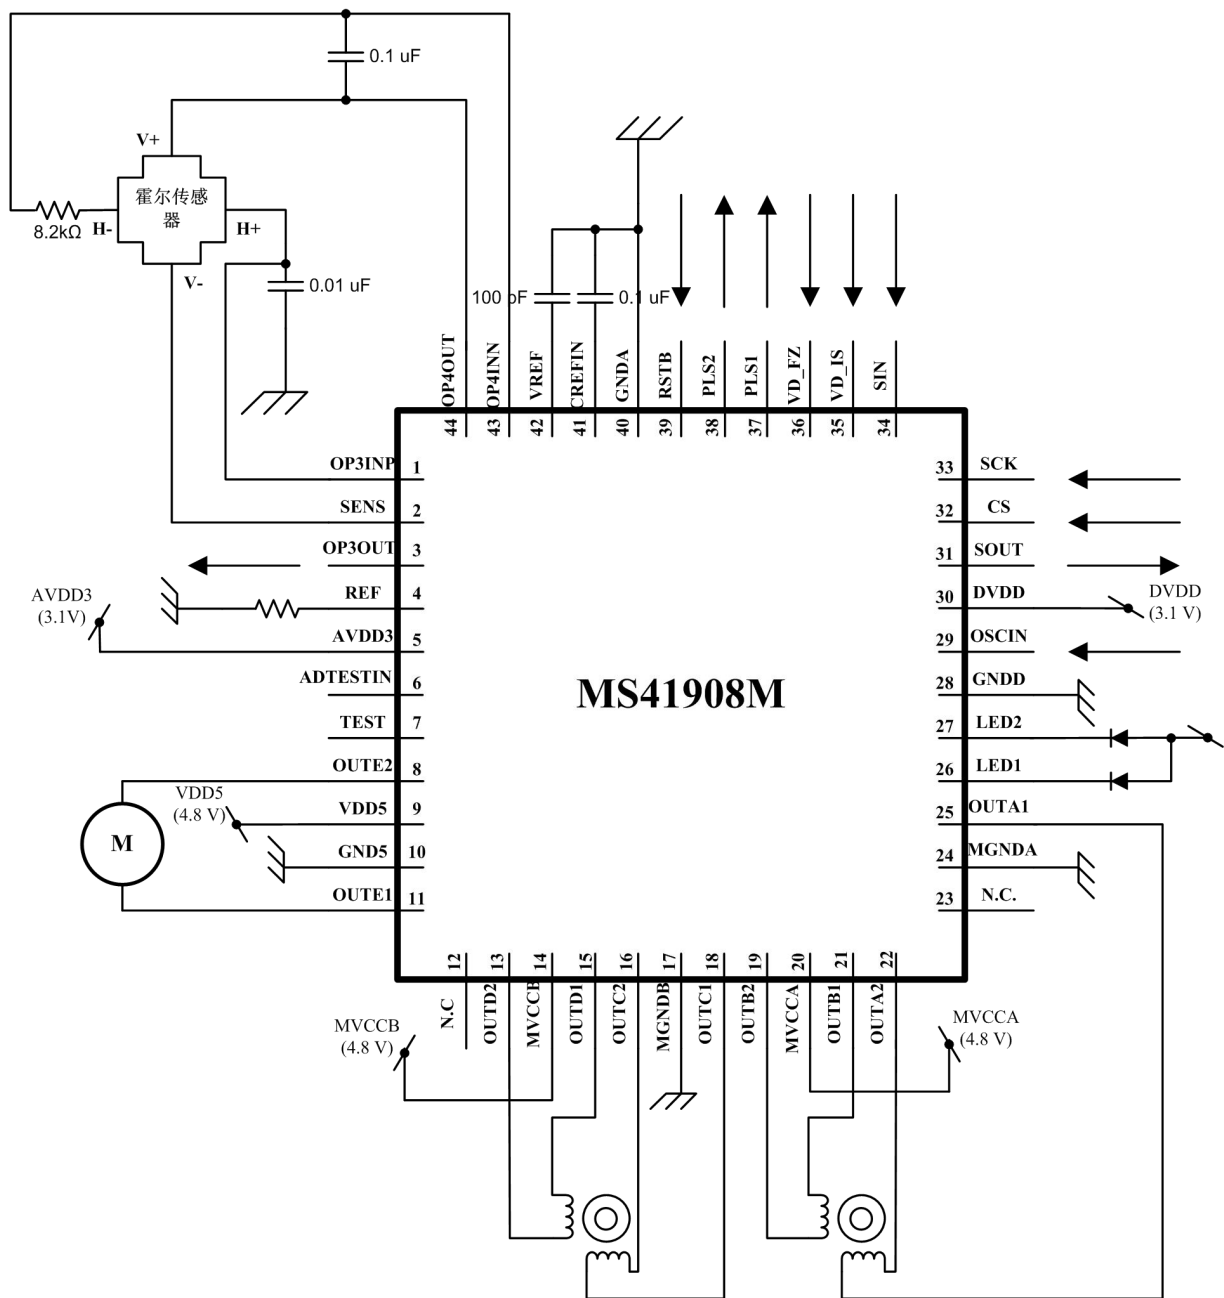 0.1 uF
V+
霍尔传感
器
8.2kΩ
H-
H+
V-
0.01 uF
100 pF
0.1 uF
OP4OUT
OP4INN
VREF
CREFIN
GNDA
RSTB
PLS2
PLS1
VD_FZ
VD_IS
SIN
44
43
42
41
40
39
38
37
36
35
34
OP3INP 1
SENS 2
OP3OUT 3
REF 4
AVDD3 5
ADTESTIN 6
TEST 7
OUTE2 8
VDD5 9
GND5 10
OUTE1 11
AVDD3
(3.1V)
VDD5
(4.8 V)
M
MS41908M
33 SCK
32 CS
31 SOUT
30 DVDD
29 OSCIN
28 GNDD
27 LED2
26 LED1
25 OUTA1
24 MGNDA
23 N.C.
DVDD
(3.1 V)
12
13
14
15
16
17
18
19
20
21
22
N.C
OUTD2
MVCCB
OUTD1
OUTC2
MGNDB
OUTC1
OUTB2
MVCCA
OUTB1
OUTA2
MVCCB
(4.8 V)
MVCCA
(4.8 V)